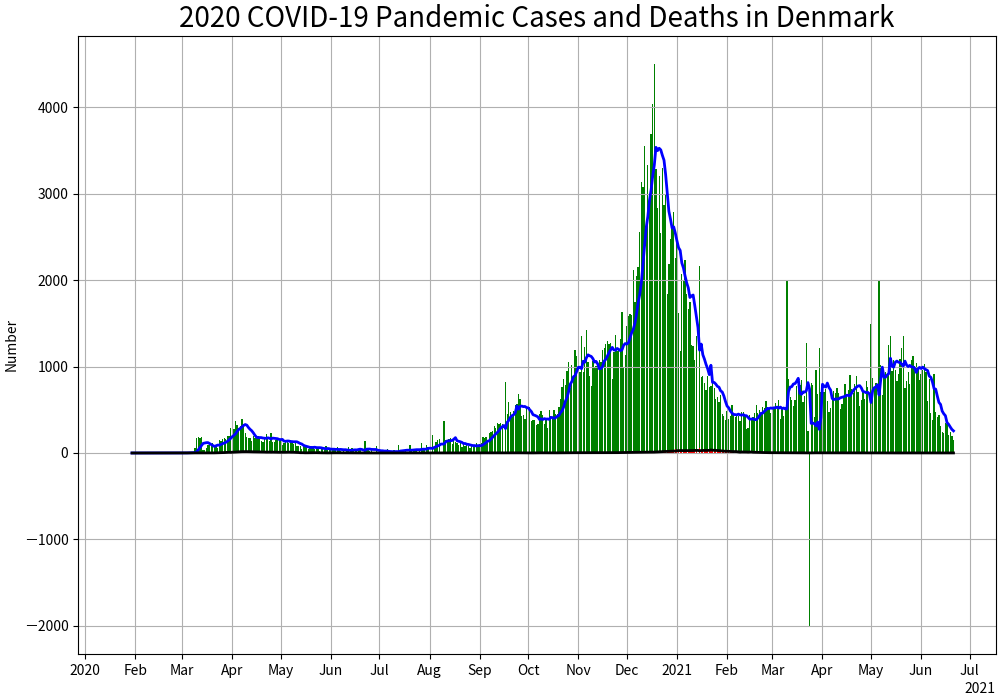 2020 COVID-19 Pandemic Cases and Deaths in Denmark
Number
4000
3000
2000
1000
0
−1000
−2000
2020 Feb Mar Apr May Jun Jul Aug Sep Oct Nov Dec 2021 Feb Mar Apr May Jun Jul
2021